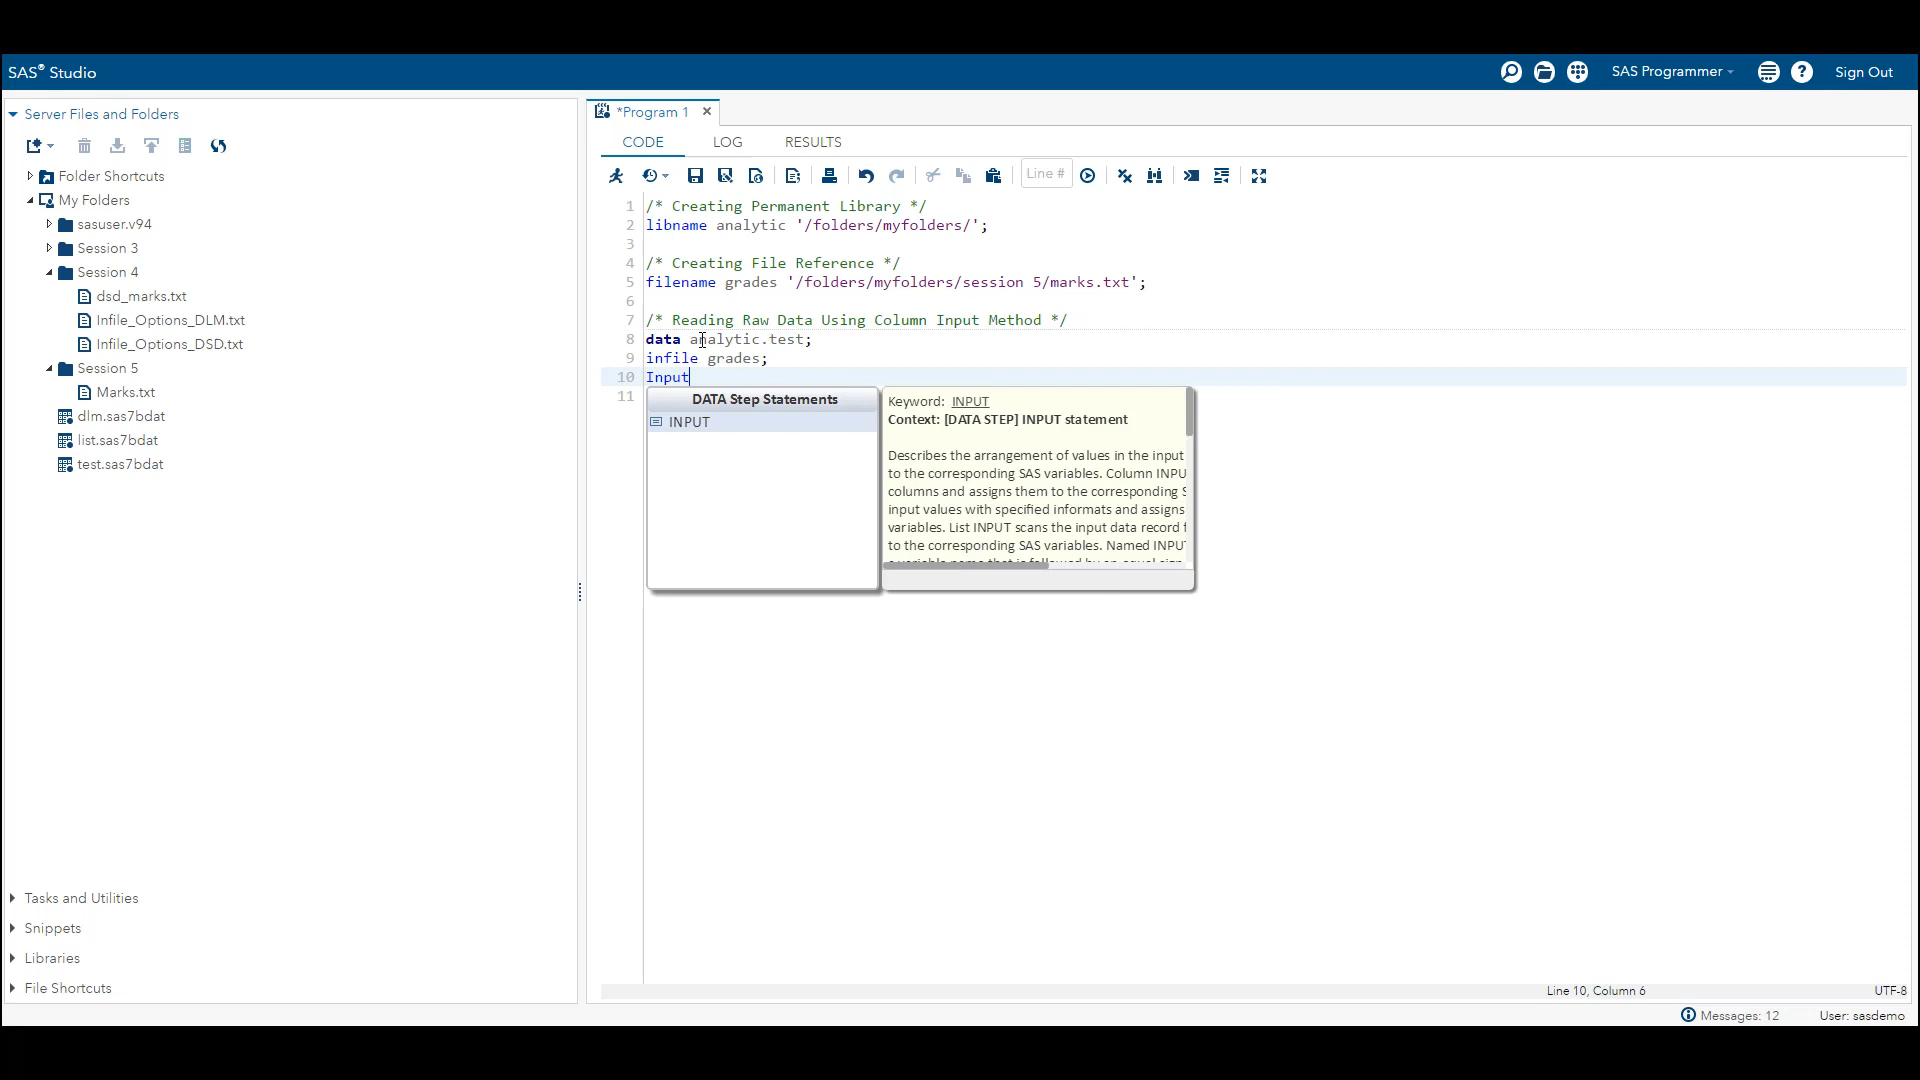 SAS® Studio
SAS Programmer
Sign Out
Server Files and Folders
Folder Shortcuts
My Folders
sasuser.v94
Session 3
Session 4
dsd_marks.txt
Infile_Options_DLM.txt
Infile_Options_DSD.txt
Session 5
Marks.txt
dlm.sas7bdat
list.sas7bdat
test.sas7bdat
Tasks and Utilities
Snippets
Libraries
File Shortcuts
*Program 1
CODE LOG RESULTS
Line #
1 /* Creating Permanent Library */
2 libname analytic '/folders/myfolders/';
3
4 /* Creating File Reference */
5 filename grades '/folders/myfolders/session 5/marks.txt';
6
7 /* Reading Raw Data Using Column Input Method */
8 data analytic.test;
9 infile grades;
10 Input
11
DATA Step Statements
INPUT
Keyword: INPUT
Context: [DATA STEP] INPUT statement
Describes the arrangement of values in the input
to the corresponding SAS variables. Column INPU
columns and assigns them to the corresponding S
input values with specified informats and assigns
variables. List INPUT scans the input data record f
to the corresponding SAS variables. Named INPU
Line 10, Column 6
UTF-8
Messages: 12
User: sasdemo